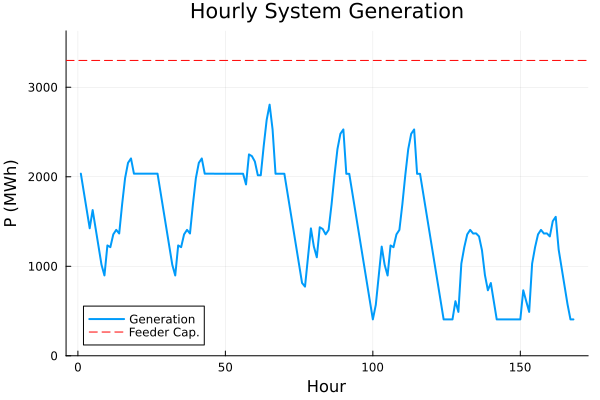 Hourly System Generation
P (MWh)
3000
2000
1000
0
0 50 100 150
Hour
Generation
Feeder Cap.